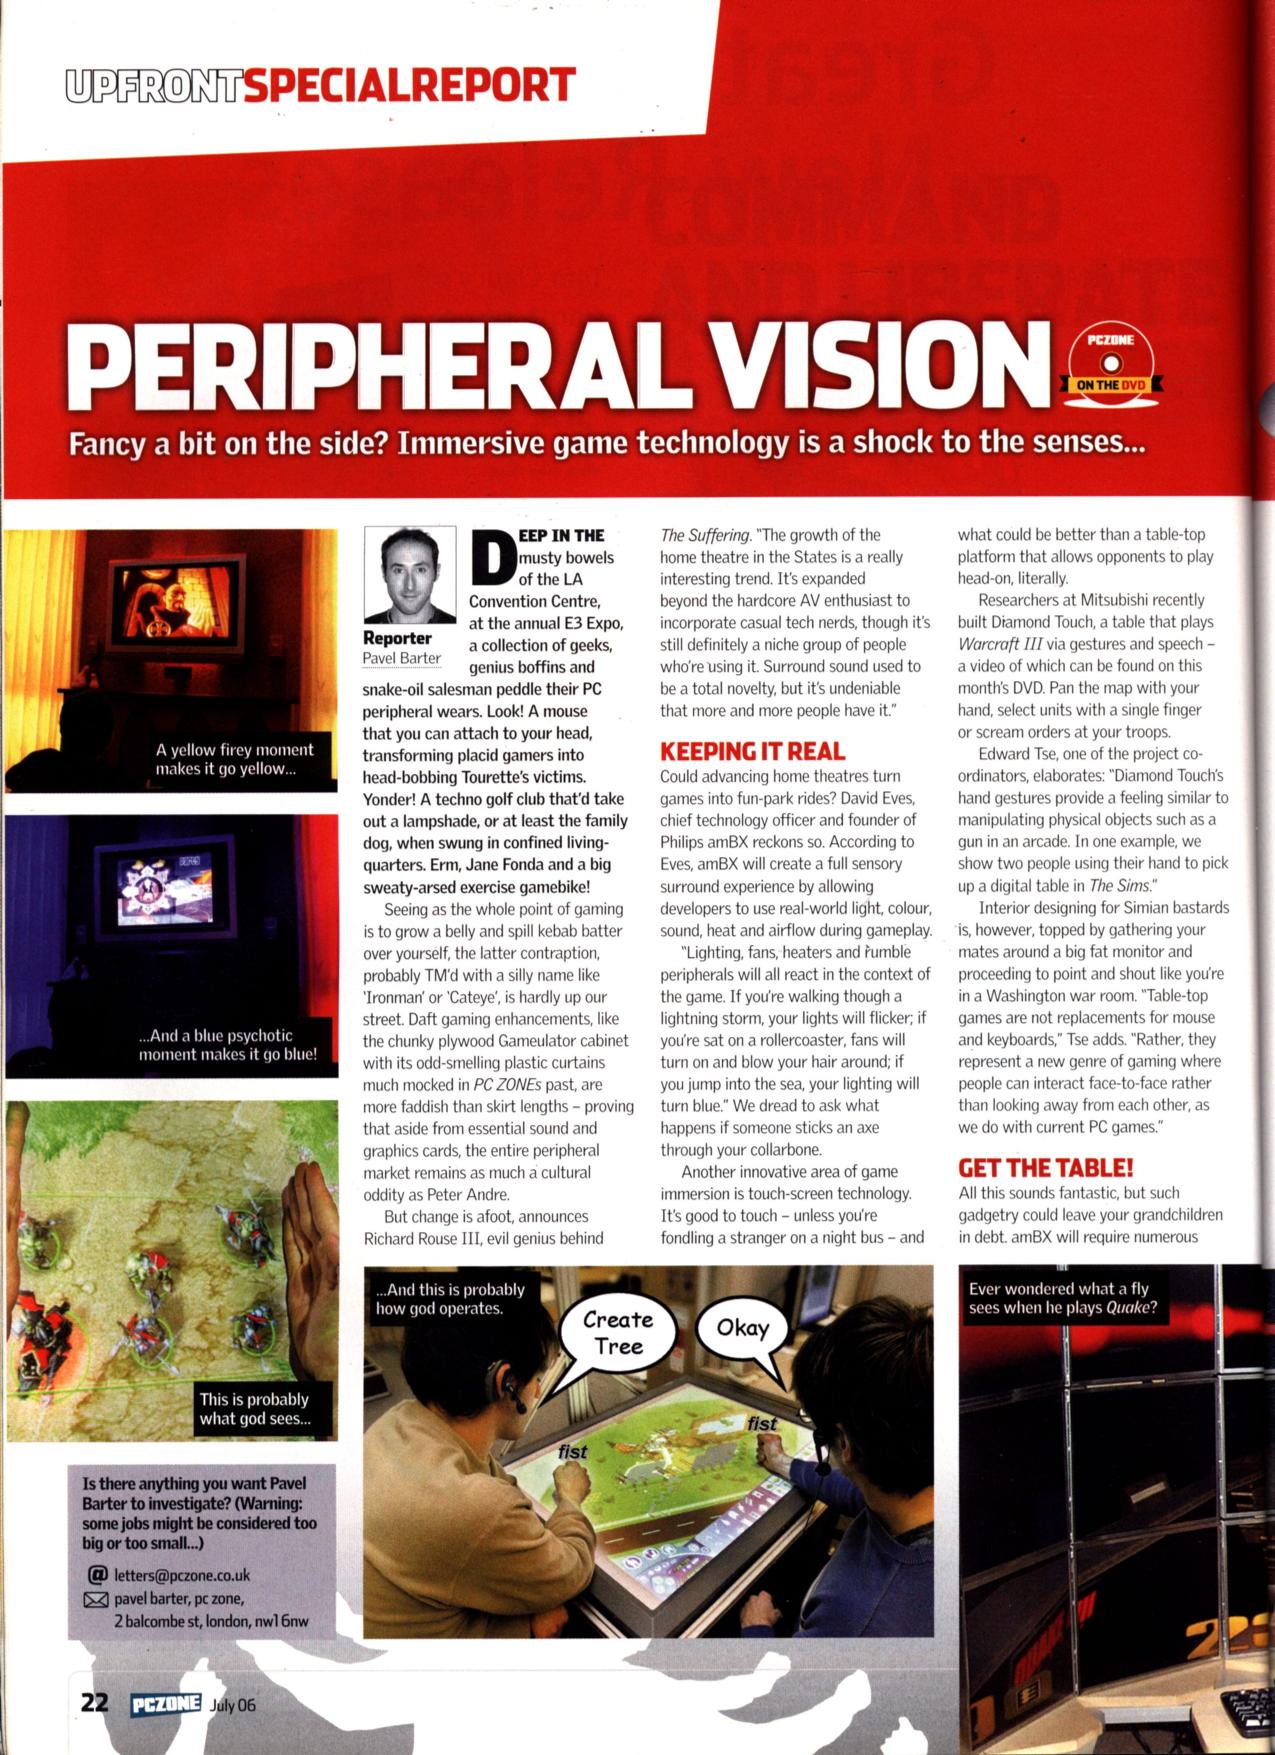 UPFRONTSPECIALREPORT
PERIPHERAL VISION
PCZONE
ON THE DVD
Fancy a bit on the side? Immersive game technology is a shock to the senses...
A yellow firey moment
makes it go yellow...
...And a blue psychotic
moment makes it go blue!
This is probably
what god sees...
Is there anything you want Pavel
Barter to investigate? (Warning:
some jobs might be considered too
big or too small...)
@ letters@pczone.co.uk
pavel barter, pc zone,
2 balcombe st, london, nw1 6nw
Reporter
Pavel Barter
DEEP IN THE
musty bowels
of the LA
Convention Centre,
at the annual E3 Expo,
a collection of geeks,
genius boffins and
snake-oil salesman peddle their PC
peripheral wears. Look! A mouse
that you can attach to your head,
transforming placid gamers into
head-bobbing Tourette's victims.
Yonder! A techno golf club that'd take
out a lampshade, or at least the family
dog, when swung in confined living-
quarters. Erm, Jane Fonda and a big
sweaty-arsed exercise gamebike!
Seeing as the whole point of gaming
is to grow a belly and spill kebab batter
over yourself, the latter contraption,
probably TM'd with a silly name like
'Ironman' or 'Cateye', is hardly up our
street. Daft gaming enhancements, like
the chunky plywood Gameulator cabinet
with its odd-smelling plastic curtains
much mocked in PC ZONEs past, are
more faddish than skirt lengths – proving
that aside from essential sound and
graphics cards, the entire peripheral
market remains as much a cultural
oddity as Peter Andre.
But change is afoot, announces
Richard Rouse III, evil genius behind
The Suffering. "The growth of the
home theatre in the States is a really
interesting trend. It's expanded
beyond the hardcore AV enthusiast to
incorporate casual tech nerds, though it's
still definitely a niche group of people
who're using it. Surround sound used to
be a total novelty, but it's undeniable
that more and more people have it."
KEEPING IT REAL
Could advancing home theatres turn
games into fun-park rides? David Eves,
chief technology officer and founder of
Philips amBX reckons so. According to
Eves, amBX will create a full sensory
surround experience by allowing
developers to use real-world light, colour,
sound, heat and airflow during gameplay.
"Lighting, fans, heaters and rumble
peripherals will all react in the context of
the game. If you're walking though a
lightning storm, your lights will flicker; if
you're sat on a rollercoaster, fans will
turn on and blow your hair around; if
you jump into the sea, your lighting will
turn blue." We dread to ask what
happens if someone sticks an axe
through your collarbone.
Another innovative area of game
immersion is touch-screen technology.
It's good to touch – unless you're
fondling a stranger on a night bus – and
what could be better than a table-top
platform that allows opponents to play
head-on, literally.
Researchers at Mitsubishi recently
built Diamond Touch, a table that plays
Warcraft III via gestures and speech –
a video of which can be found on this
month's DVD. Pan the map with your
hand, select units with a single finger
or scream orders at your troops.
Edward Tse, one of the project co-
ordinators, elaborates: "Diamond Touch's
hand gestures provide a feeling similar to
manipulating physical objects such as a
gun in an arcade. In one example, we
show two people using their hand to pick
up a digital table in The Sims."
Interior designing for Simian bastards
is, however, topped by gathering your
mates around a big fat monitor and
proceeding to point and shout like you're
in a Washington war room. "Table-top
games are not replacements for mouse
and keyboards," Tse adds. "Rather, they
represent a new genre of gaming where
people can interact face-to-face rather
than looking away from each other, as
we do with current PC games."
GET THE TABLE!
All this sounds fantastic, but such
gadgetry could leave your grandchildren
in debt. amBX will require numerous
...And this is probably
how god operates.
Create
Tree
Okay
fist
fist
Ever wondered what a fly
sees when he plays Quake?
22 PCZONE July 06